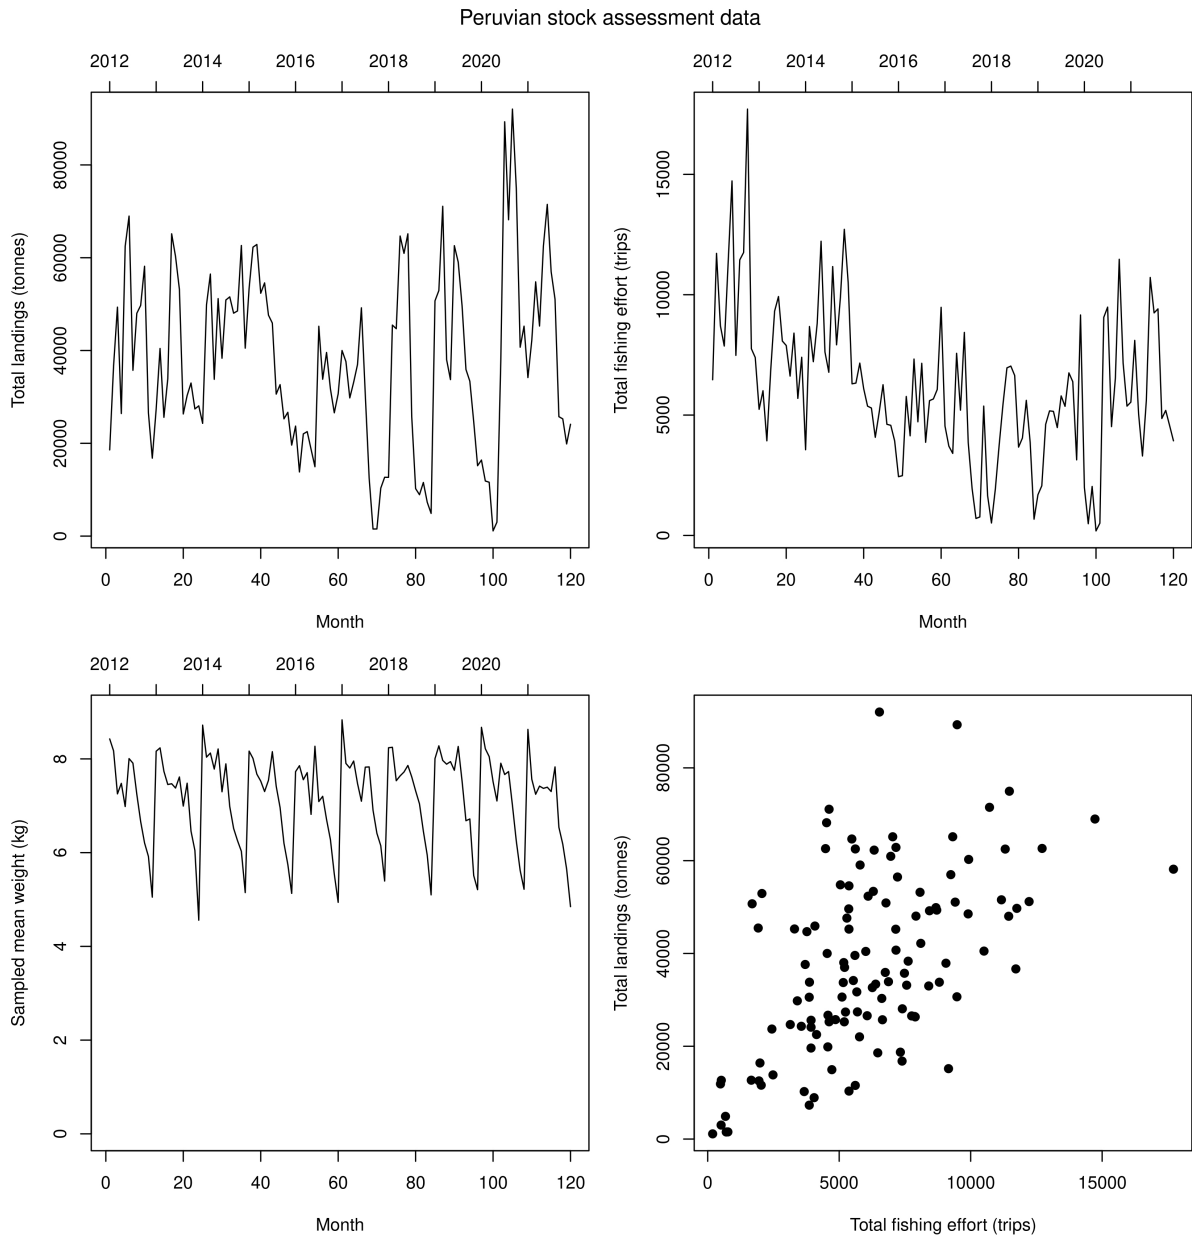 Peruvian stock assessment data
2012 2014 2016 2018 2020
Total landings (tonnes)
0 20000 40000 60000 80000
0 20 40 60 80 100 120
Month
2012 2014 2016 2018 2020
Total fishing effort (trips)
0 5000 10000 15000
0 20 40 60 80 100 120
Month
2012 2014 2016 2018 2020
Sampled mean weight (kg)
0 2 4 6 8
0 20 40 60 80 100 120
Month
Total landings (tonnes)
0 20000 40000 60000 80000
0 5000 10000 15000
Total fishing effort (trips)